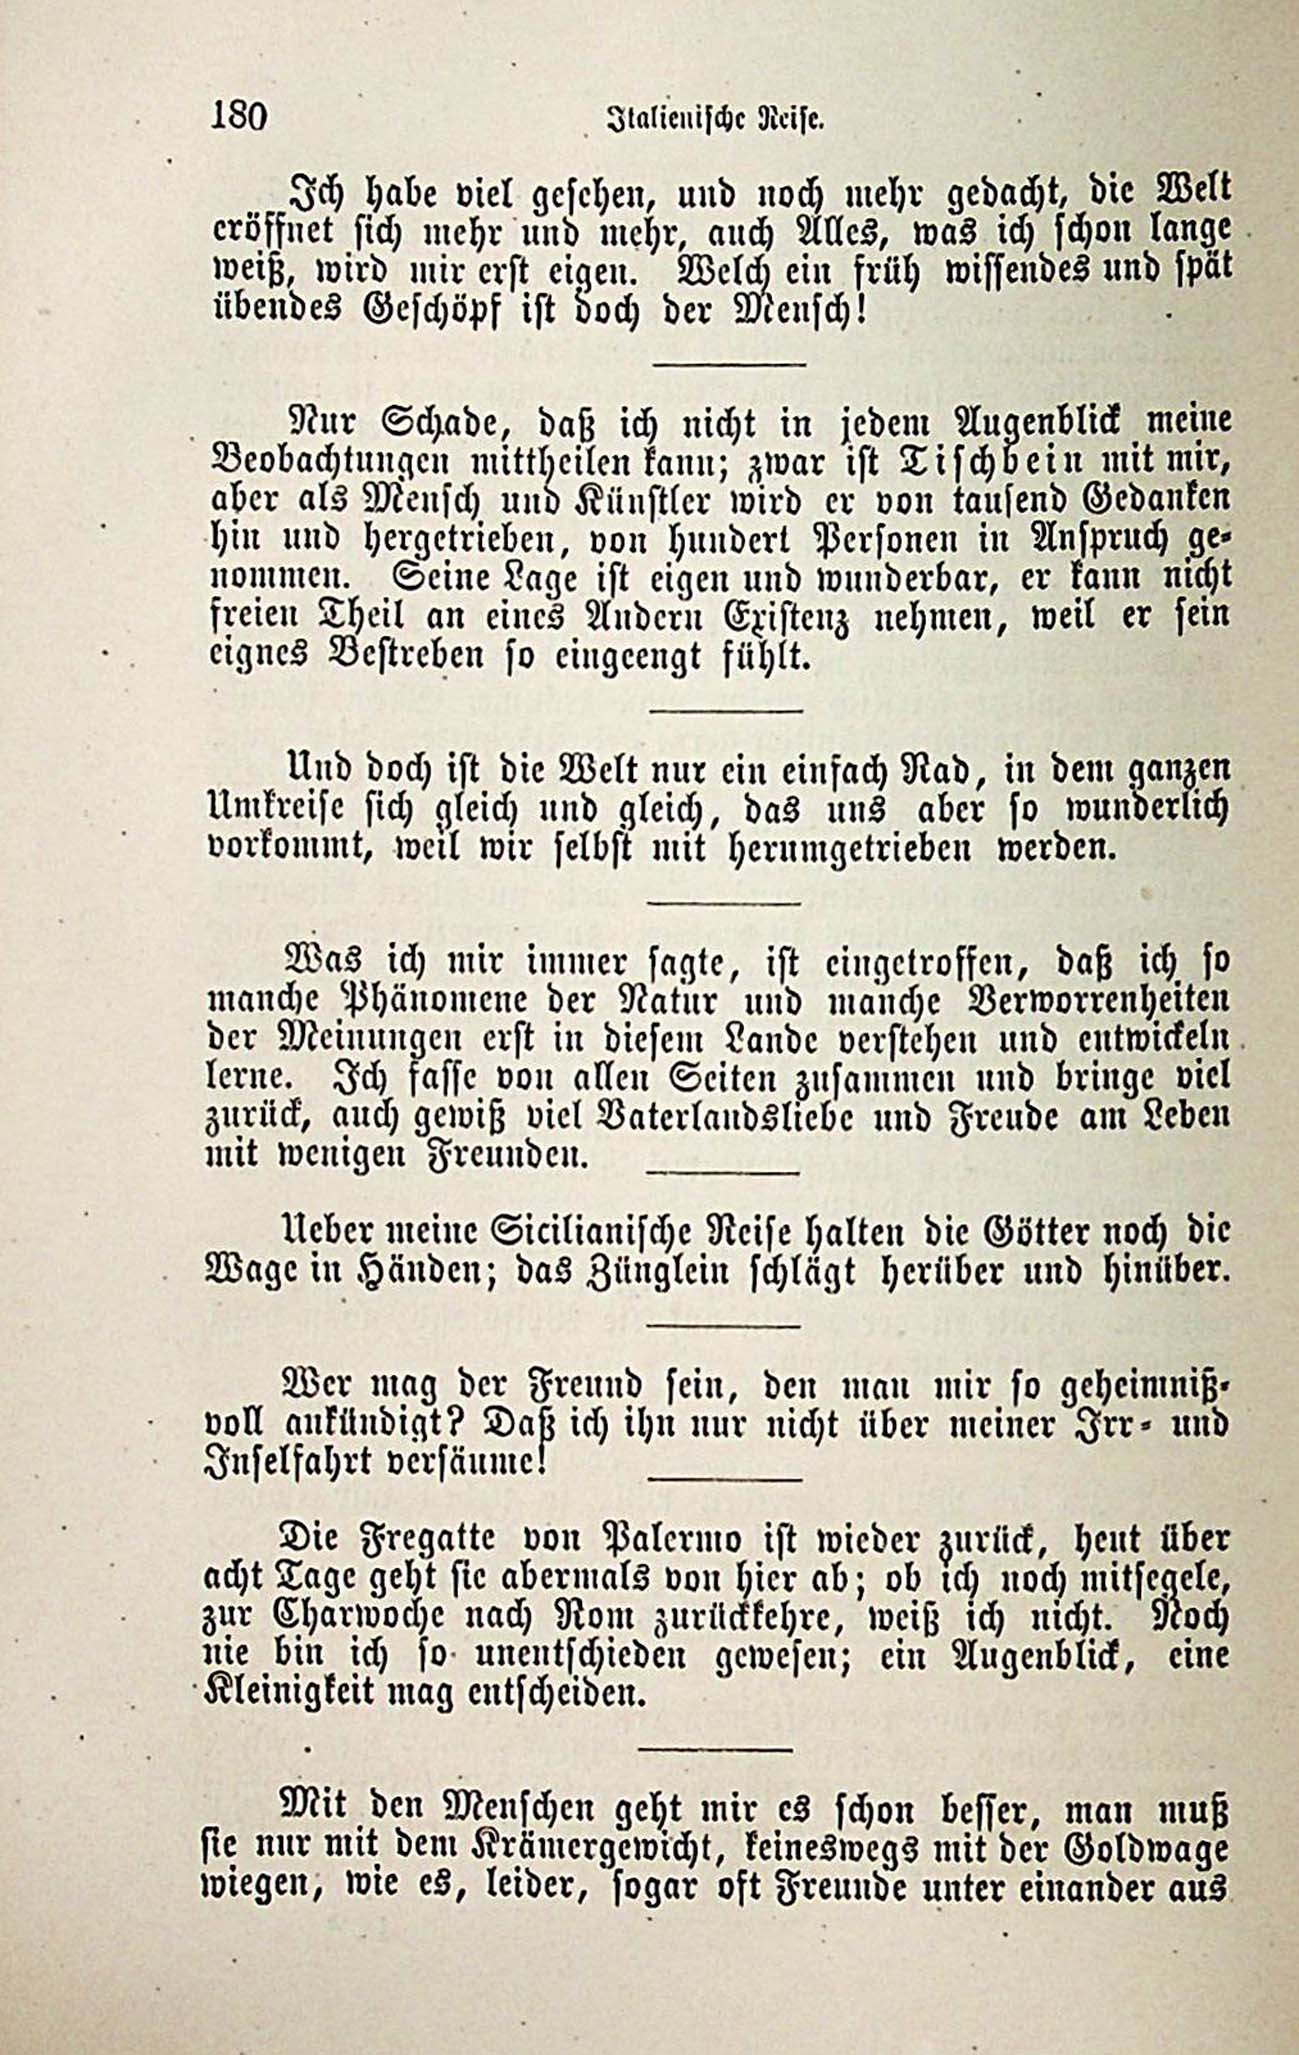 180
Italienische Reise.
Ich habe viel gesehen, und noch mehr gedacht, die Welt
eröffnet sich mehr und mehr, auch Alles, was ich schon lange
weiß, wird mir erst eigen. Welch ein früh wissendes und spät
übendes Geschöpf ist doch der Mensch!
Nur Schade, daß ich nicht in jedem Augenblick meine
Beobachtungen mittheilen kann; zwar ist Tischbein mit mir,
aber als Mensch und Künstler wird er von tausend Gedanken
hin und hergetrieben, von hundert Personen in Anspruch ge-
nommen. Seine Lage ist eigen und wunderbar, er kann nicht
freien Theil an eines Andern Existenz nehmen, weil er sein
eignes Bestreben so eingeengt fühlt.
Und doch ist die Welt nur ein einfach Rad, in dem ganzen
Umkreise sich gleich und gleich, das uns aber so wunderlich
vorkommt, weil wir selbst mit herumgetrieben werden.
Was ich mir immer sagte, ist eingetroffen, daß ich so
manche Phänomene der Natur und manche Verworrenheiten
der Meinungen erst in diesem Lande verstehen und entwickeln
lerne. Ich fasse von allen Seiten zusammen und bringe viel
zurück, auch gewiß viel Vaterlandsliebe und Freude am Leben
mit wenigen Freunden.
Ueber meine Sicilianische Reise halten die Götter noch die
Wage in Händen; das Zünglein schlägt herüber und hinüber.
Wer mag der Freund sein, den man mir so geheimniß-
voll ankündigt? Daß ich ihn nur nicht über meiner Irr- und
Inselfahrt versäume!
Die Fregatte von Palermo ist wieder zurück, heut über
acht Tage geht sie abermals von hier ab; ob ich noch mitsegele,
zur Charwoche nach Rom zurückkehre, weiß ich nicht. Noch
nie bin ich so unentschieden gewesen; ein Augenblick, eine
Kleinigkeit mag entscheiden.
Mit den Menschen geht mir es schon besser, man muß
sie nur mit dem Krämergewicht, keineswegs mit der Goldwage
wiegen, wie es, leider, sogar oft Freunde unter einander aus